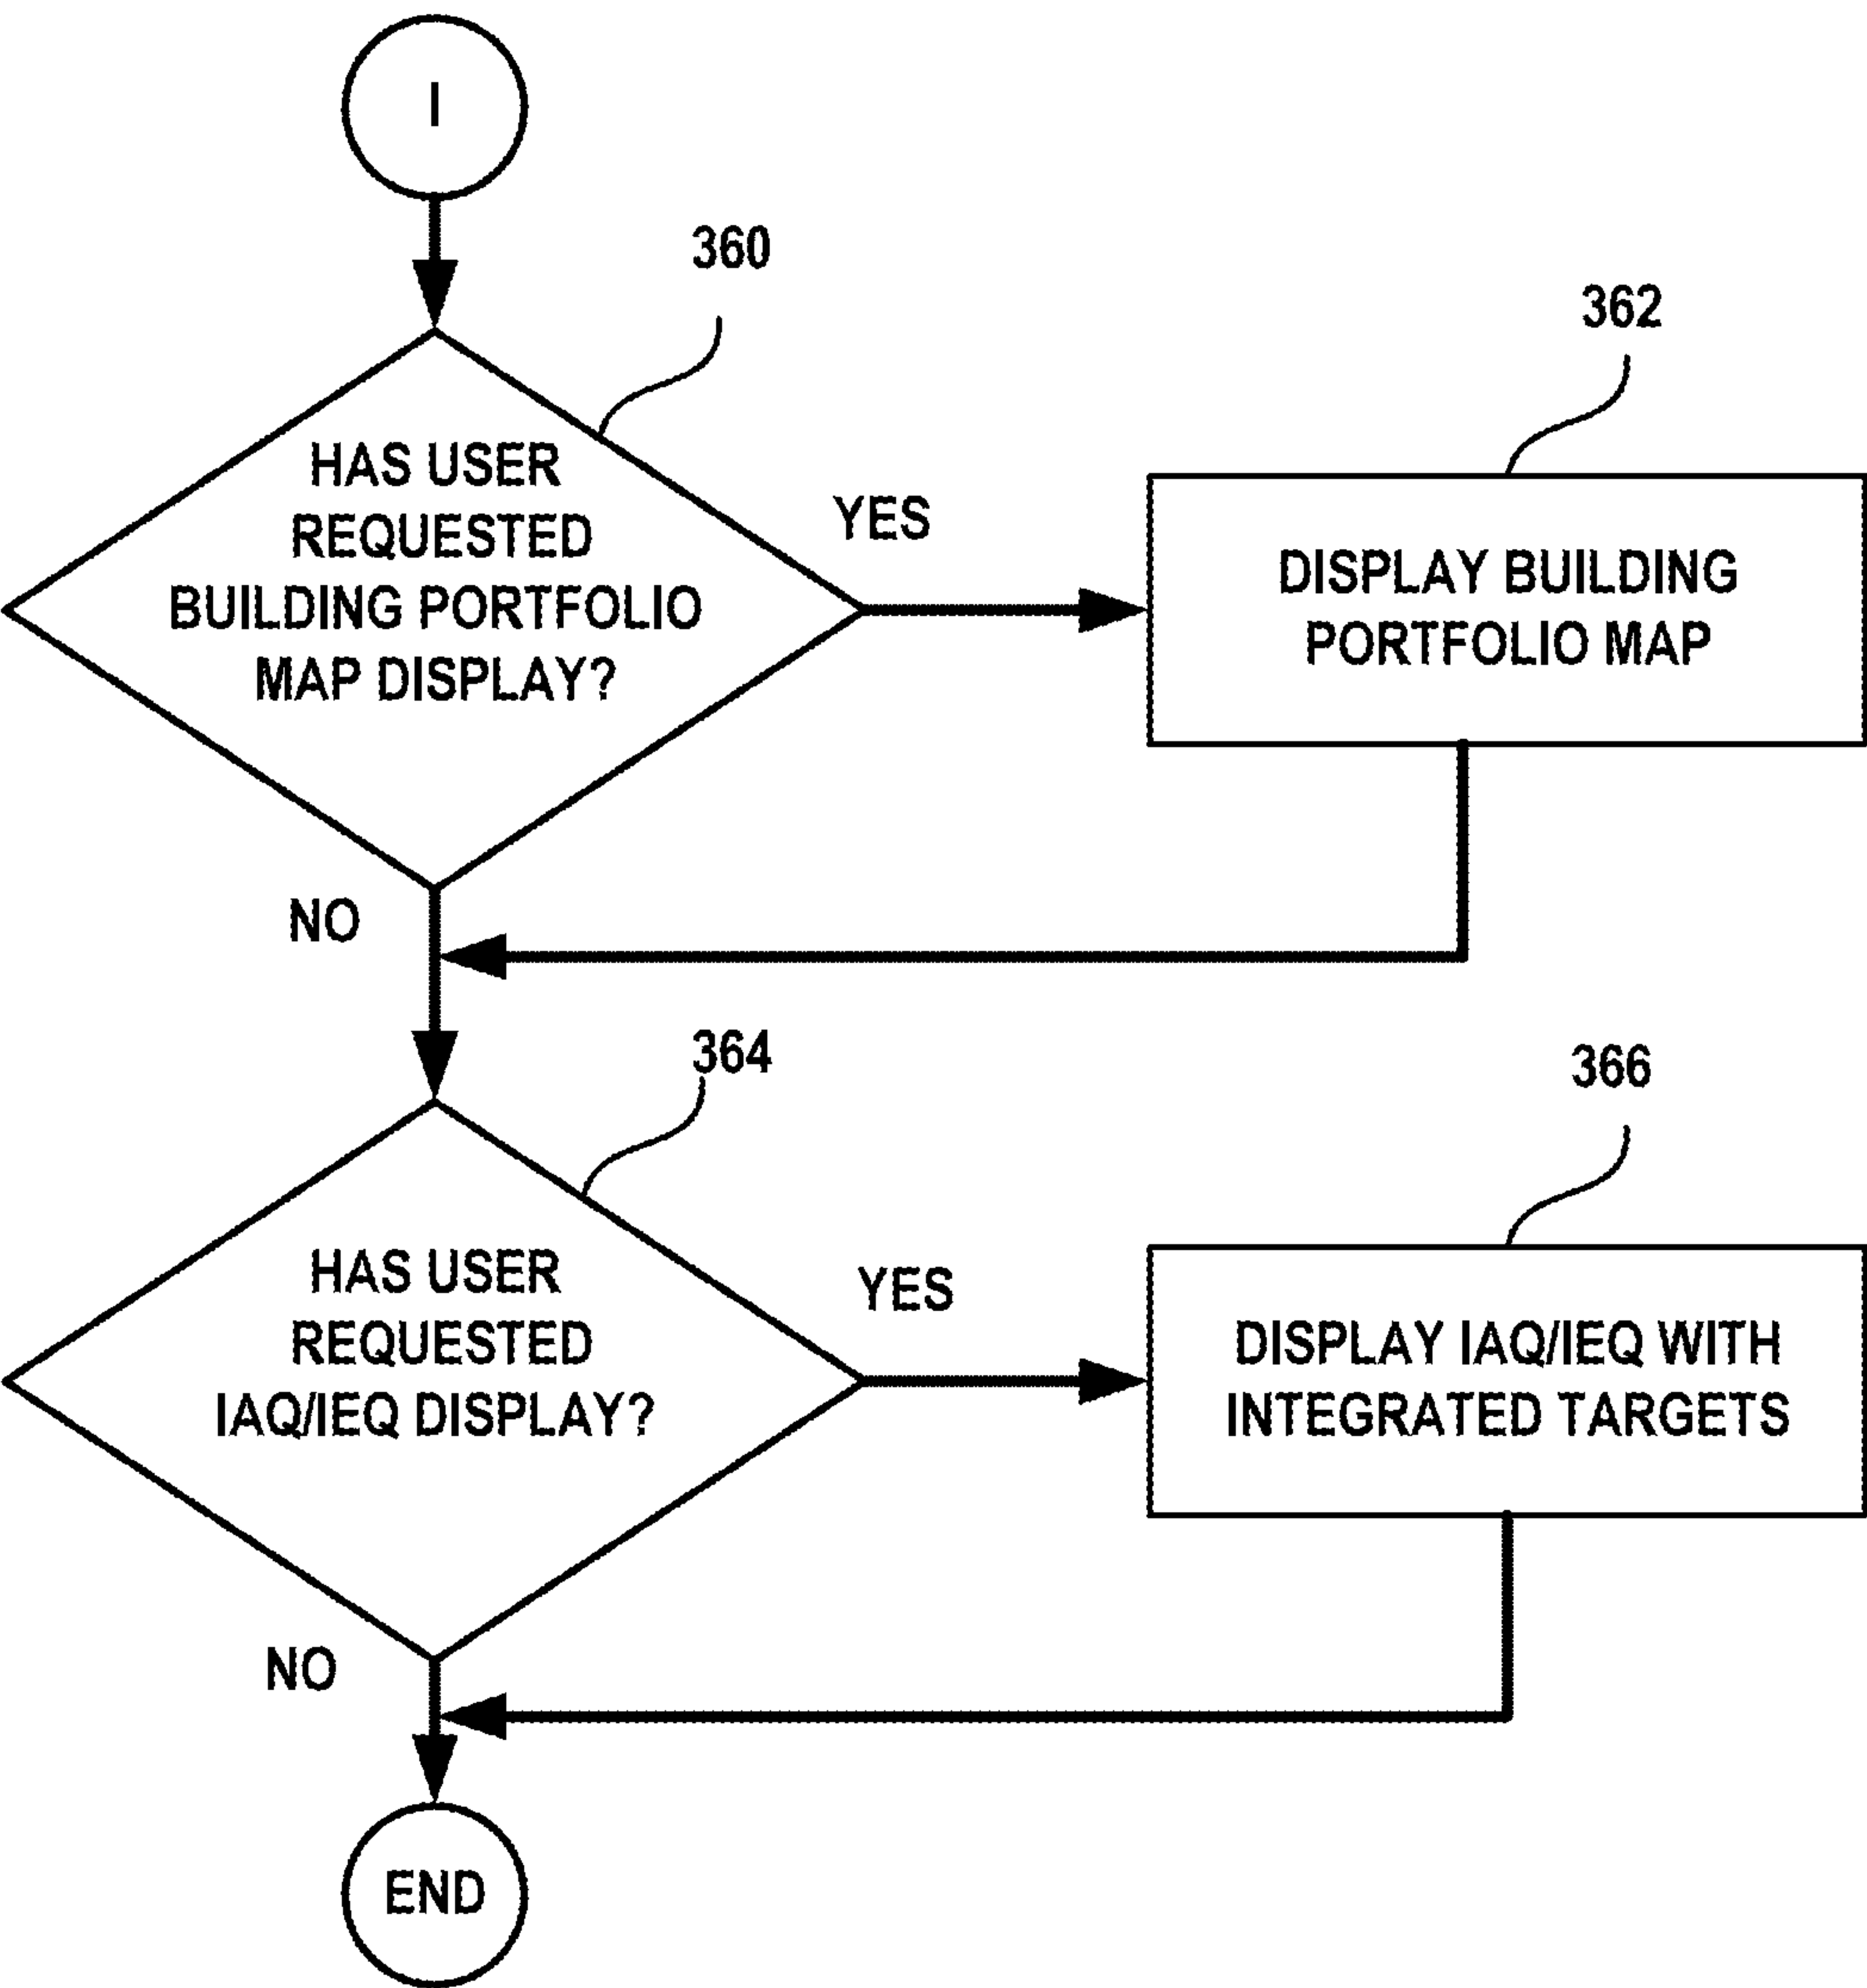 I
360
HAS USER
REQUESTED
BUILDING PORTFOLIO
MAP DISPLAY?
YES
362
DISPLAY BUILDING
PORTFOLIO MAP
NO
364
HAS USER
REQUESTED
IAQ/IEQ DISPLAY?
YES
366
DISPLAY IAQ/IEQ WITH
INTEGRATED TARGETS
NO
END